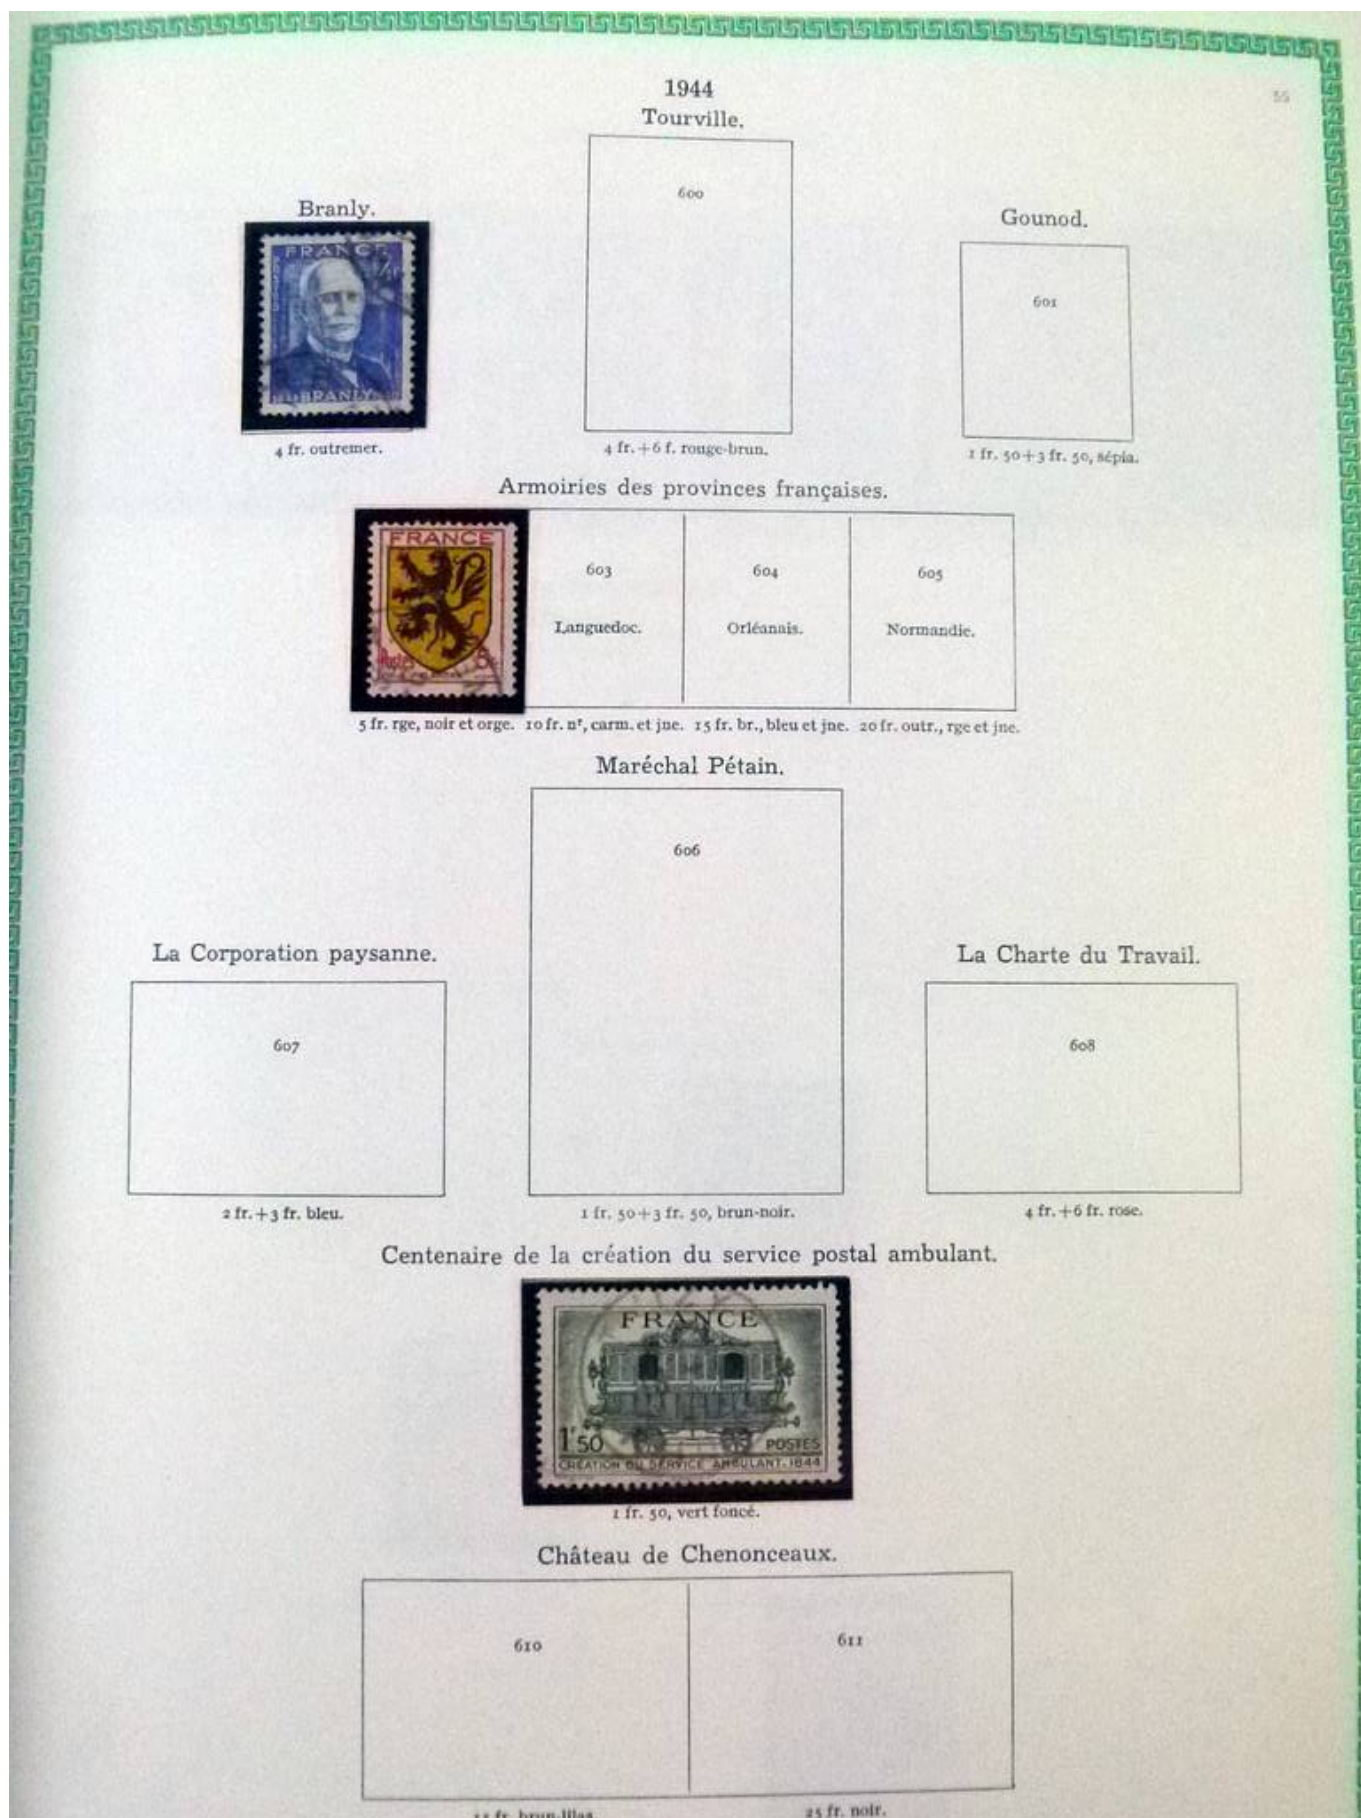 1944
55
Tourville.
600
4 fr. +6 f. rouge-brun.
Branly.
FRANCE
BRANLY
4 fr. outremer.
Gounod.
601
1 fr. 50+3 fr. 50, sépia.
Armoiries des provinces françaises.
FRANCE
Postes 5
603
Languedoc.
604
Orléanais.
605
Normandie.
5 fr. rge, noir et orge. 10 fr. nr, carm. et jne. 15 fr. br., bleu et jne. 20 fr. outr., rge et jne.
Maréchal Pétain.
606
1 fr. 50+3 fr. 50, brun-noir.
La Corporation paysanne.
607
2 fr.+3 fr. bleu.
La Charte du Travail.
608
4 fr.+6 fr. rose.
Centenaire de la création du service postal ambulant.
FRANCE
1F50
POSTES
CRÉATION DU SERVICE AMBULANT. 1844
1 fr. 50, vert foncé.
Château de Chenonceaux.
610
611
fr. brun-lilas.
25 fr. noir.